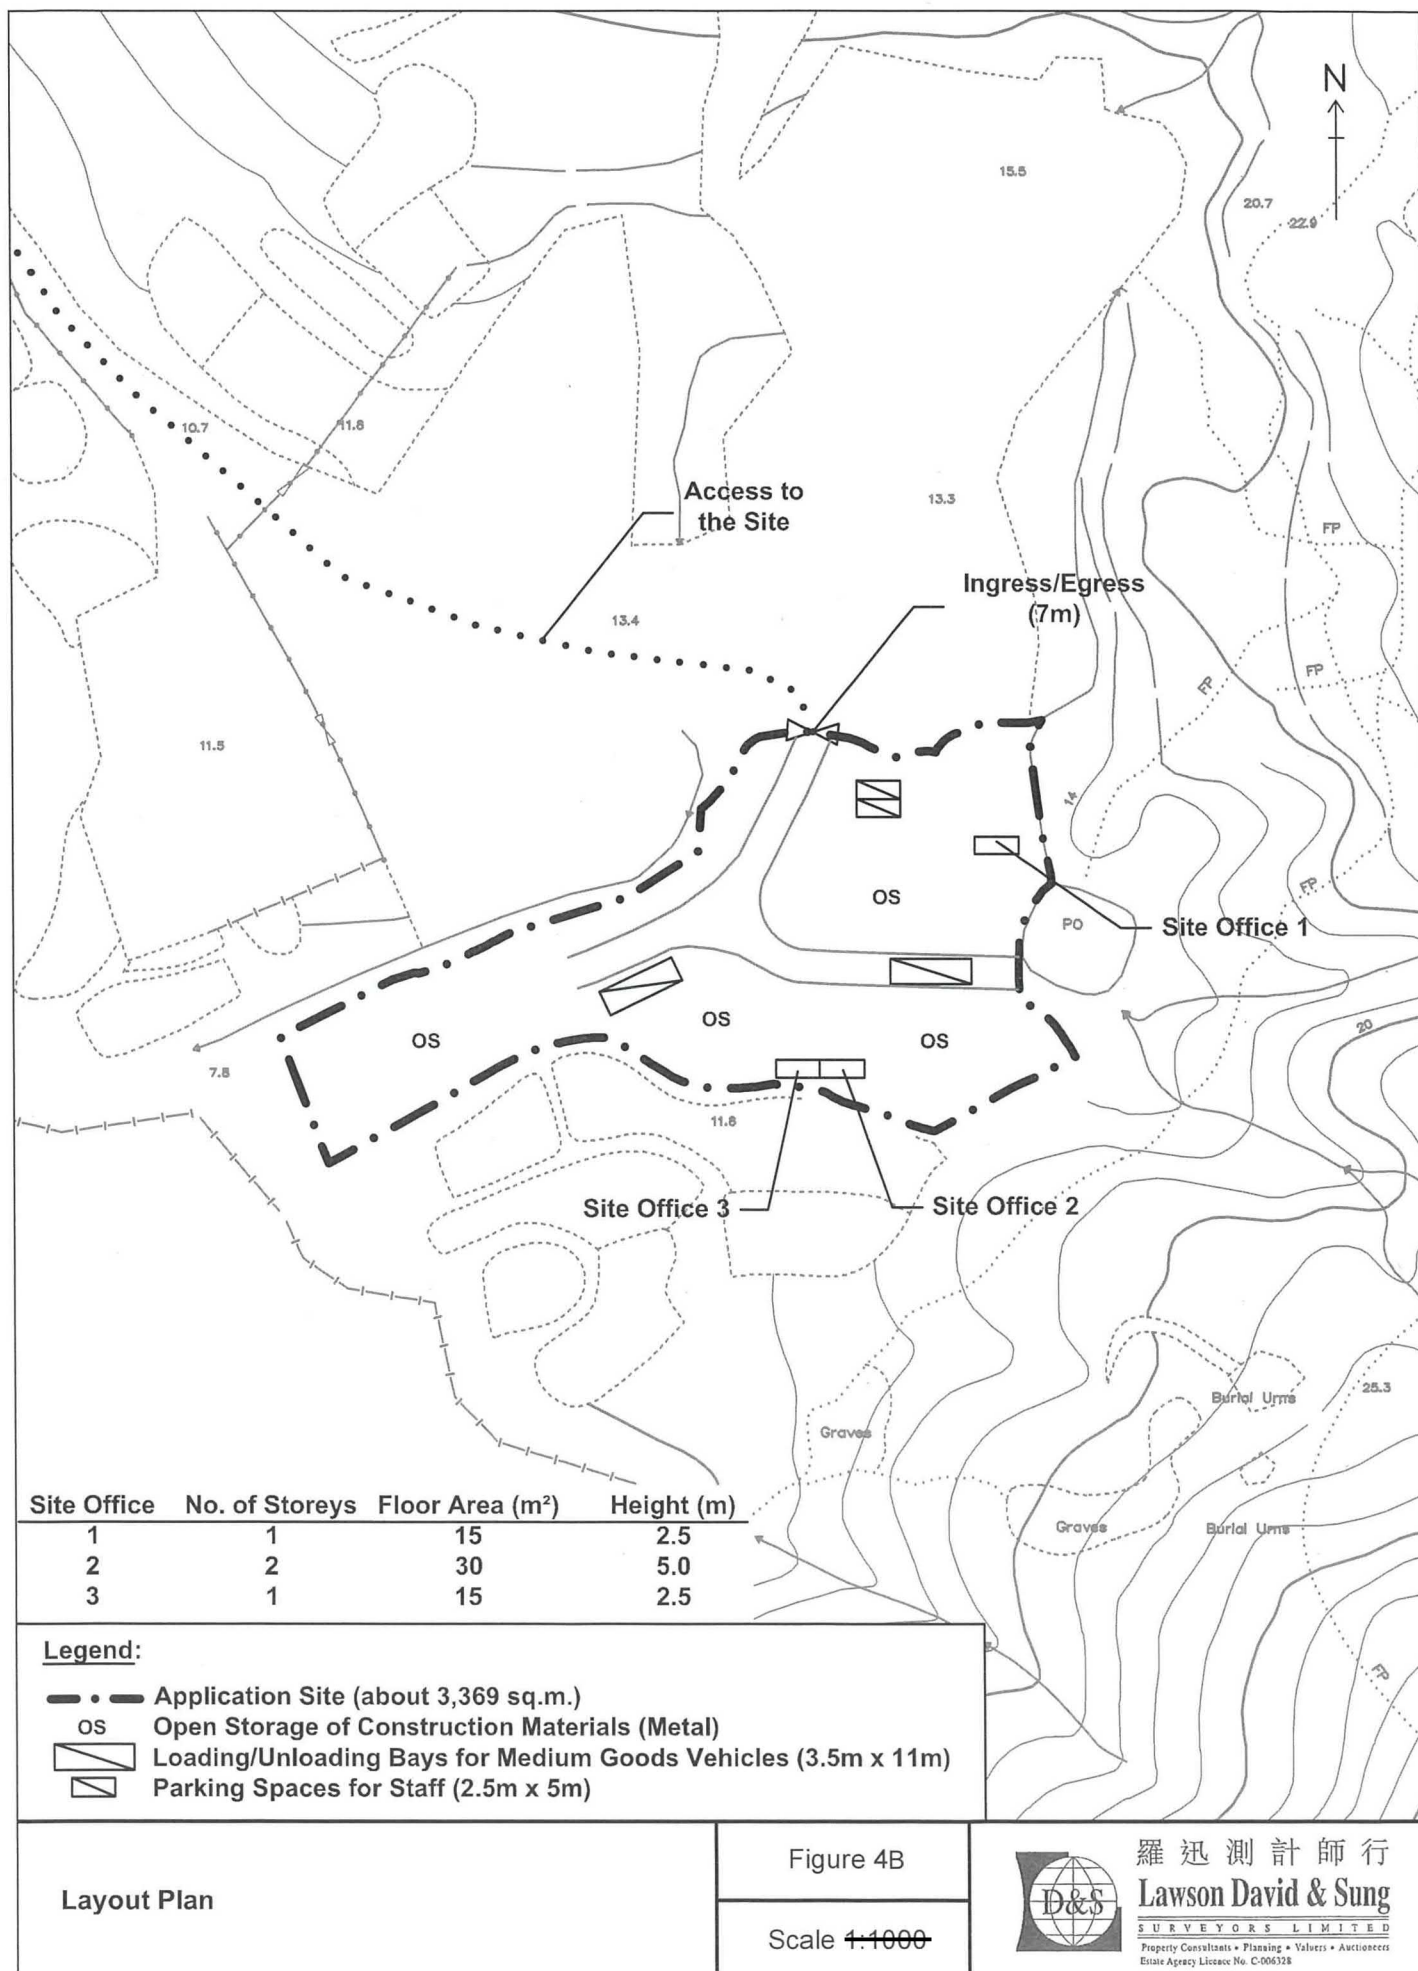 N
15.5
20.7
22.9
10.7
11.8
Access to
the Site
13.3
FP
Ingress/Egress
(7m)
13.4
FP
FP
11.5
14
FP
OS
PO
Site Office 1
OS
OS
OS
20
7.8
11.8
Site Office 3
Site Office 2
Burial Urns
25.3
Graves
Graves
Burial Urns
FP
Site Office No. of Storeys Floor Area (m²) Height (m)
1 1 15 2.5
2 2 30 5.0
3 1 15 2.5
Legend:
Application Site (about 3,369 sq.m.)
OS Open Storage of Construction Materials (Metal)
Loading/Unloading Bays for Medium Goods Vehicles (3.5m x 11m)
Parking Spaces for Staff (2.5m x 5m)
Layout Plan
Figure 4B
Scale 1:1000
D&S
羅迅測計師行
Lawson David & Sung
SURVEYORS LIMITED
Property Consultants • Planning • Valuers • Auctioneers
Estate Agency Licence No. C-006328